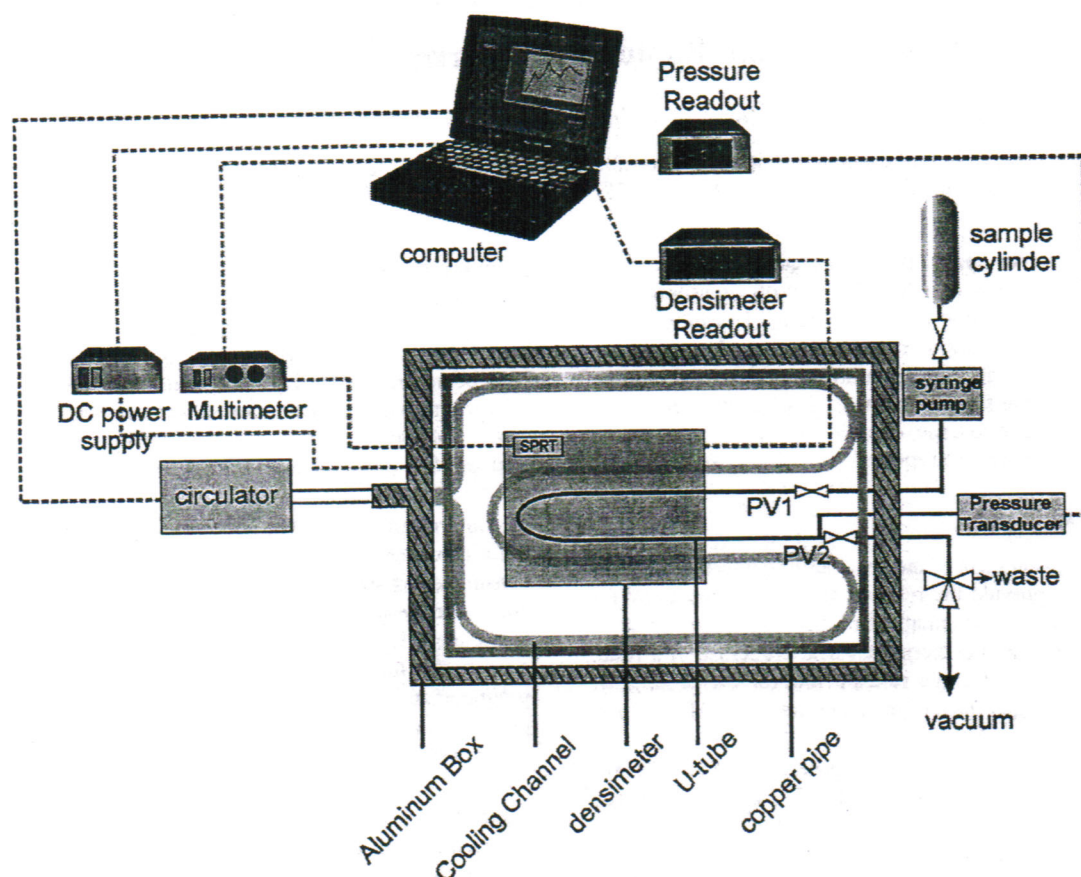 Pressure
Readout
computer
sample
cylinder
Densimeter
Readout
syringe
pump
DC power
supply
Multimeter
SPRT
circulator
PV1
Pressure
Transducer
PV2
waste
vacuum
Aluminum Box
Cooling Channel
densimeter
U-tube
copper pipe